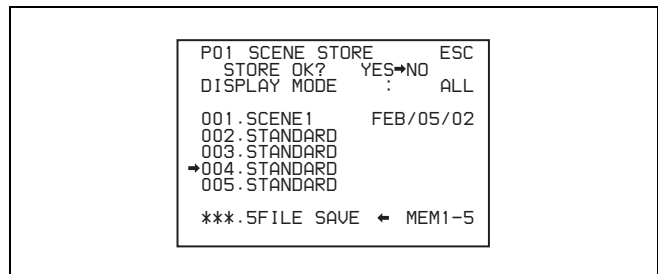 P01 SCENE STORE ESC
STORE OK? YES➡NO
DISPLAY MODE : ALL
001.SCENE1 FEB/05/02
002.STANDARD
003.STANDARD
➡004.STANDARD
005.STANDARD
***.5FILE SAVE ⬅ MEM1-5